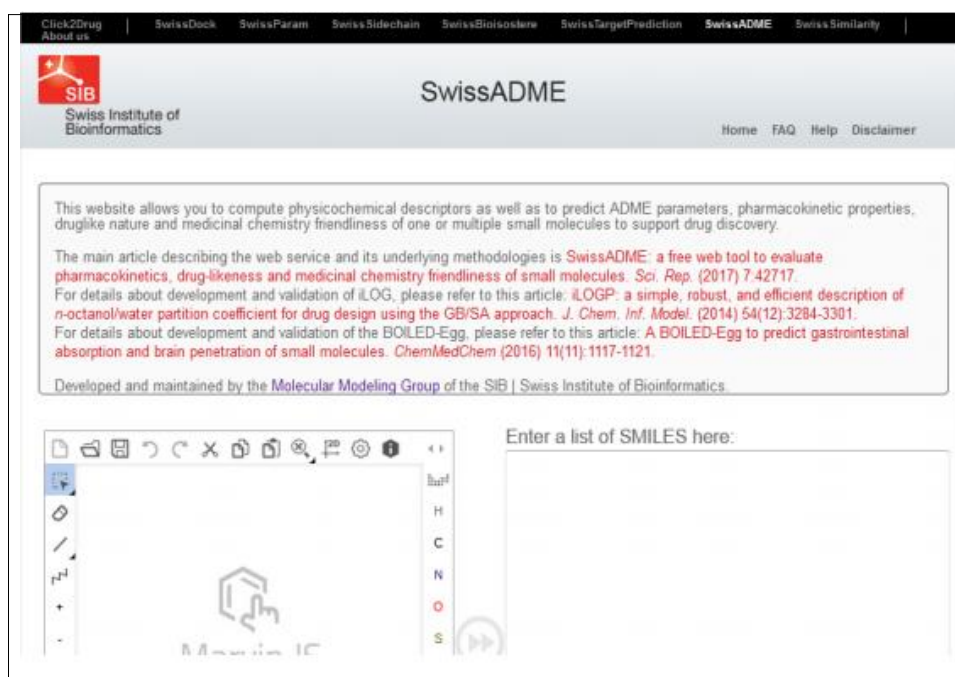 Click2Drug | SwissDock SwissParam SwissSidechain SwissBioisostere SwissTargetPrediction SwissADME SwissSimilarity |
About us
SIB
Swiss Institute of
Bioinformatics
SwissADME
Home FAQ Help Disclaimer
This website allows you to compute physicochemical descriptors as well as to predict ADME parameters, pharmacokinetic properties,
druglike nature and medicinal chemistry friendliness of one or multiple small molecules to support drug discovery.
The main article describing the web service and its underlying methodologies is SwissADME: a free web tool to evaluate
pharmacokinetics, drug-likeness and medicinal chemistry friendliness of small molecules. Sci. Rep. (2017) 7:42717.
For details about development and validation of iLOG, please refer to this article: iLOGP: a simple, robust, and efficient description of
n-octanol/water partition coefficient for drug design using the GB/SA approach. J. Chem. Inf. Model. (2014) 54(12):3284-3301.
For details about development and validation of the BOILED-Egg, please refer to this article: A BOILED-Egg to predict gastrointestinal
absorption and brain penetration of small molecules. ChemMedChem (2016) 11(11):1117-1121.
Developed and maintained by the Molecular Modeling Group of the SIB | Swiss Institute of Bioinformatics.
Enter a list of SMILES here:
2D
H
C
N
O
S
+
-
Marvin JS